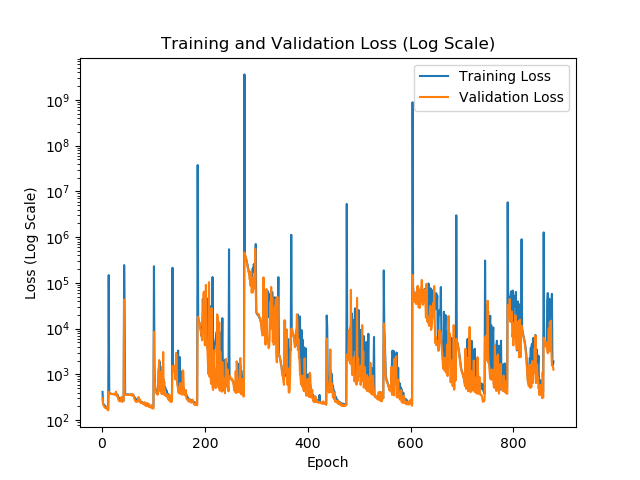 Training and Validation Loss (Log Scale)
Training Loss
Validation Loss
Loss (Log Scale)
10⁹
10⁸
10⁷
10⁶
10⁵
10⁴
10³
10²
0 200 400 600 800
Epoch